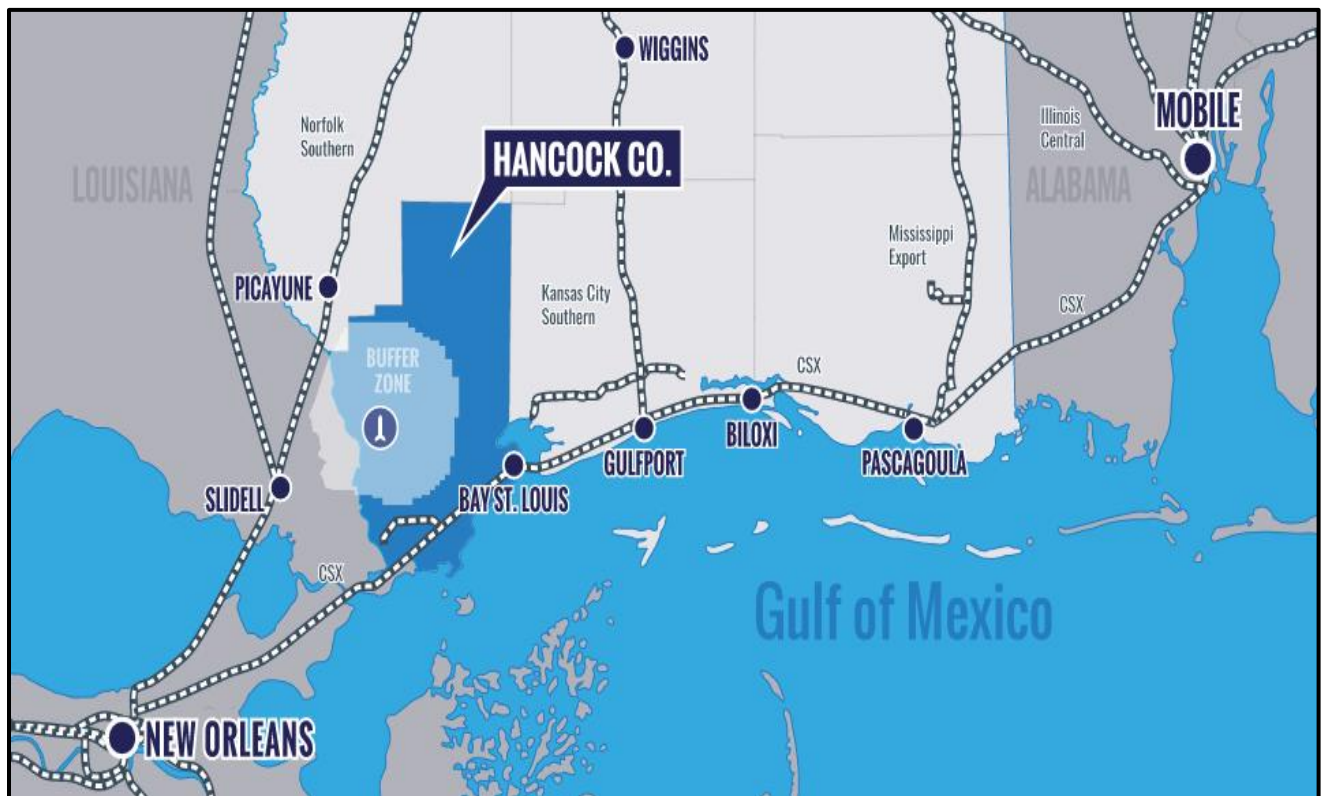 WIGGINS
MOBILE
Norfolk
Southern
Illinois
Central
HANCOCK CO.
LOUISIANA
ALABAMA
Mississippi
Export
PICAYUNE
Kansas City
Southern
CSX
BUFFER
ZONE
CSX
BILOXI
GULFPORT
PASCAGOULA
SLIDELL
BAY ST. LOUIS
CSX
Gulf of Mexico
NEW ORLEANS